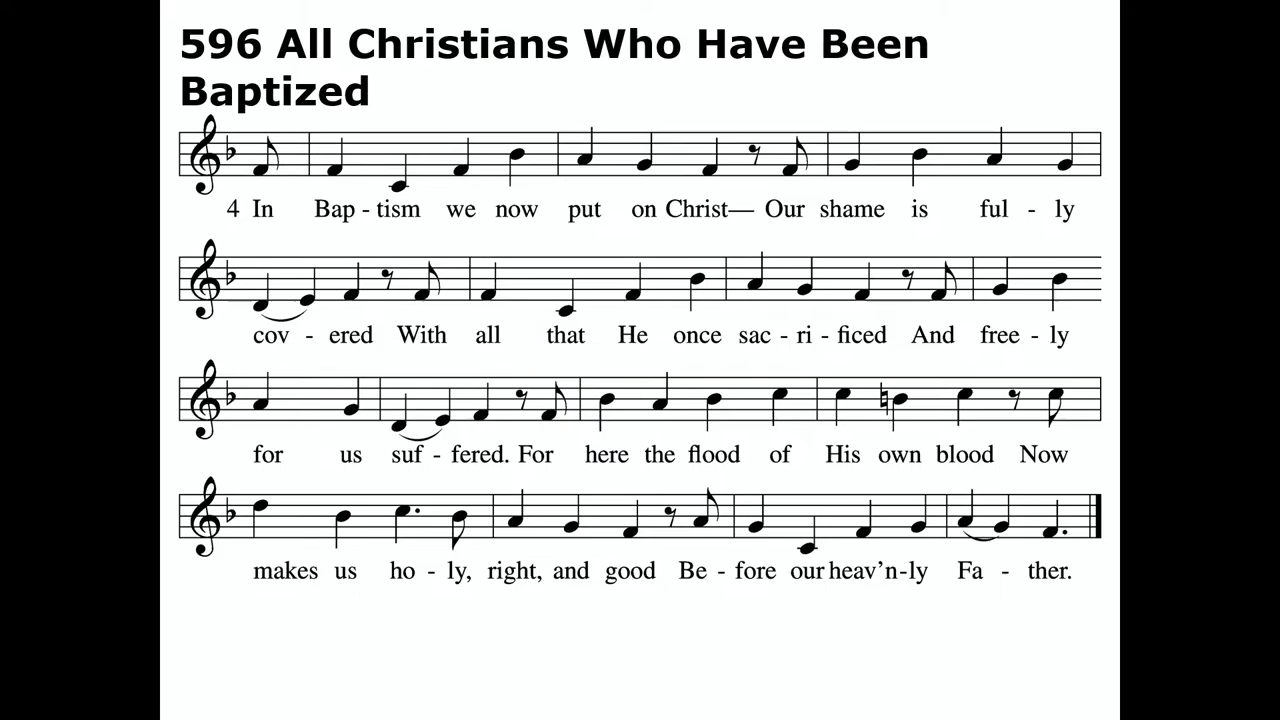 596 All Christians Who Have Been
Baptized
4 In Bap - tism we now put on Christ— Our shame is ful - ly
cov - ered With all that He once sac - ri - ficed And free - ly
for us suf - fered. For here the flood of His own blood Now
makes us ho - ly, right, and good Be - fore our heav’n-ly Fa - ther.